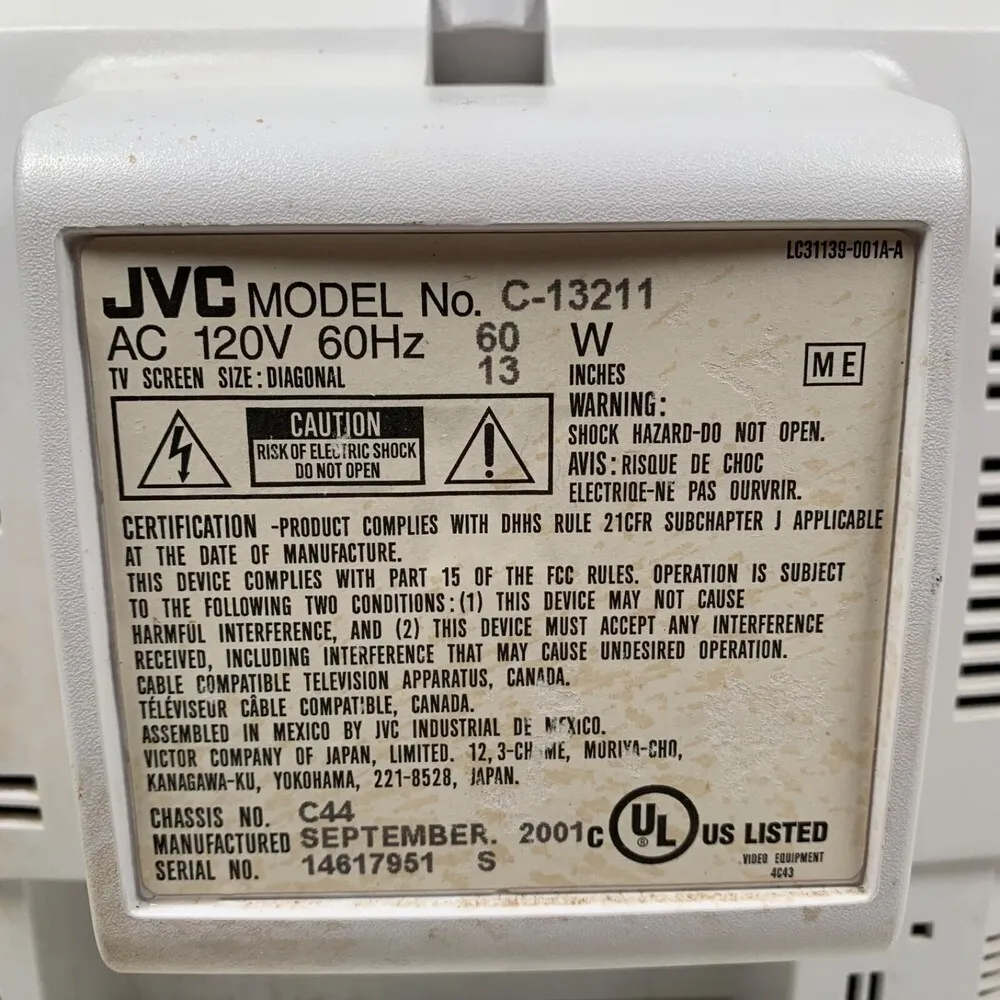 LC31139-001A-A
JVC MODEL No. C-13211
AC 120V 60Hz 60 W
TV SCREEN SIZE: DIAGONAL 13 INCHES
ME
CAUTION
RISK OF ELECTRIC SHOCK
DO NOT OPEN
WARNING:
SHOCK HAZARD-DO NOT OPEN.
AVIS: RISQUE DE CHOC
ELECTRIQE-NE PAS OURVRIR.
CERTIFICATION -PRODUCT COMPLIES WITH DHHS RULE 21CFR SUBCHAPTER J APPLICABLE
AT THE DATE OF MANUFACTURE.
THIS DEVICE COMPLIES WITH PART 15 OF THE FCC RULES. OPERATION IS SUBJECT
TO THE FOLLOWING TWO CONDITIONS: (1) THIS DEVICE MAY NOT CAUSE
HARMFUL INTERFERENCE, AND (2) THIS DEVICE MUST ACCEPT ANY INTERFERENCE
RECEIVED, INCLUDING INTERFERENCE THAT MAY CAUSE UNDESIRED OPERATION.
CABLE COMPATIBLE TELEVISION APPARATUS, CANADA.
TÉLÉVISEUR CÂBLE COMPATIBLE, CANADA.
ASSEMBLED IN MEXICO BY JVC INDUSTRIAL DE MEXICO.
VICTOR COMPANY OF JAPAN, LIMITED. 12, 3- MORIYA-CHO,
KANAGAWA-KU, YOKOHAMA, 221-8528, JAPAN.
CHASSIS NO. C44
MANUFACTURED SEPTEMBER. 2001
SERIAL NO. 14617951 S
C UL US LISTED
VIDEO EQUIPMENT
4C43